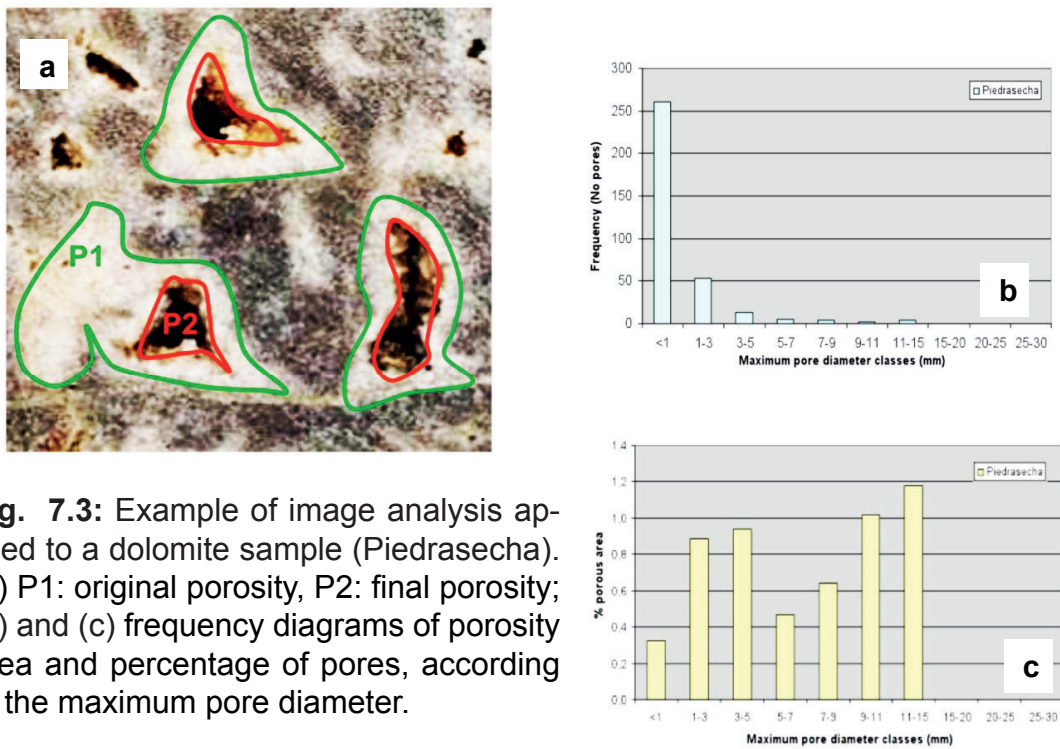 a
P1
P2
g. 7.3: Example of image analysis ap-
ed to a dolomite sample (Piedrasecha).
) P1: original porosity, P2: final porosity;
) and (c) frequency diagrams of porosity
ea and percentage of pores, according
the maximum pore diameter.
300
250
200
150
100
50
0
Frequency (No pores)
Piedrasecha
b
<1 1-3 3-5 5-7 7-9 9-11 11-15 15-20 20-25 25-30
Maximum pore diameter classes (mm)
1.4
1.2
1.0
0.8
0.6
0.4
0.2
0.0
% porous area
Piedrasecha
c
<1 1-3 3-5 5-7 7-9 9-11 11-15 15-20 20-25 25-30
Maximum pore diameter classes (mm)